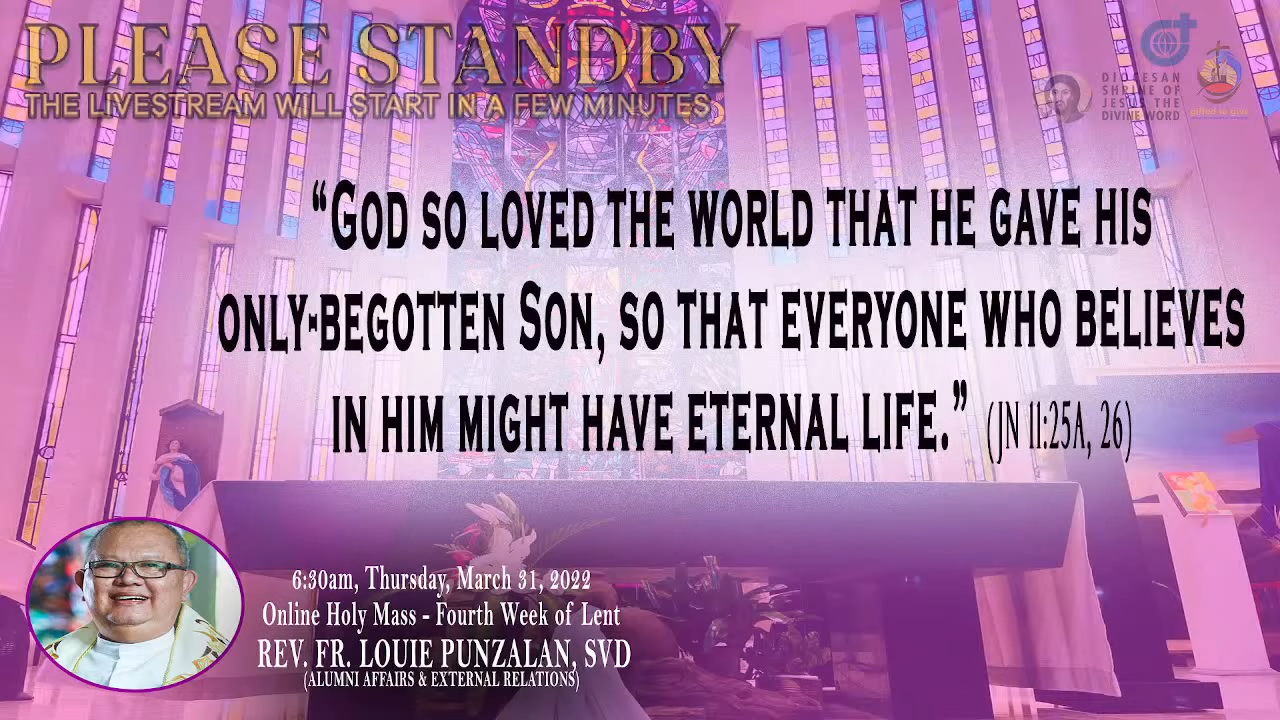 PLEASE STANDBY
THE LIVESTREAM WILL START IN A FEW MINUTES
DIOCESAN
SHRINE OF
JESUS THE
DIVINE WORD
gifted to give
“GOD SO LOVED THE WORLD THAT HE GAVE HIS
ONLY-BEGOTTEN SON, SO THAT EVERYONE WHO BELIEVES
IN HIM MIGHT HAVE ETERNAL LIFE.” (JN 11:25A, 26)
6:30am, Thursday, March 31, 2022
Online Holy Mass - Fourth Week of Lent
REV. FR. LOUIE PUNZALAN, SVD
(ALUMNI AFFAIRS & EXTERNAL RELATIONS)